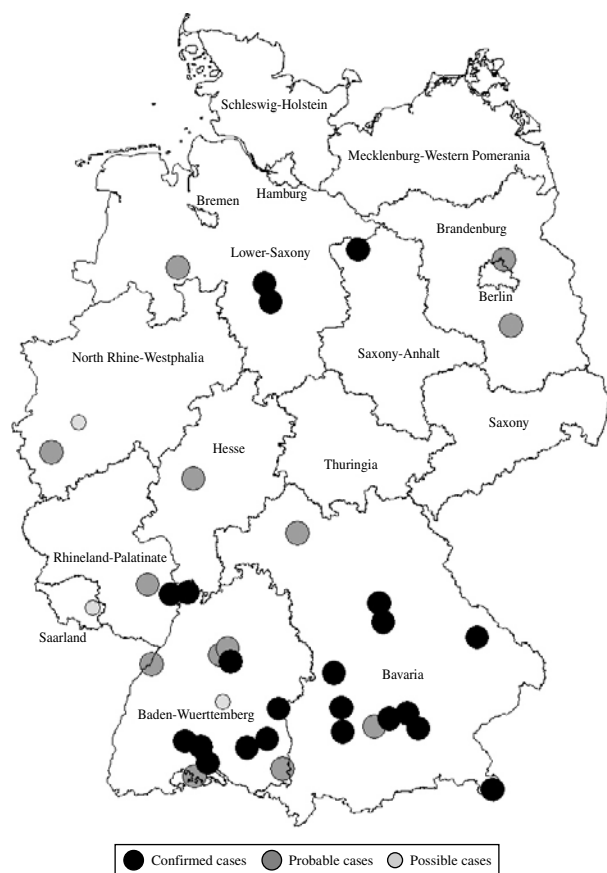 Schleswig-Holstein
Mecklenburg-Western Pomerania
Hamburg
Bremen
Brandenburg
Lower-Saxony
Berlin
North Rhine-Westphalia
Saxony-Anhalt
Saxony
Hesse
Thuringia
Rhineland-Palatinate
Saarland
Bavaria
Baden-Wuerttemberg
Confirmed cases Probable cases Possible cases